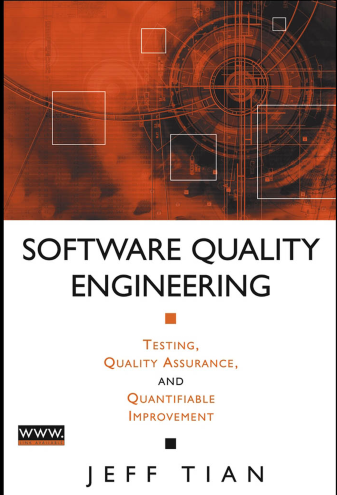 SOFTWARE QUALITY
ENGINEERING
TESTING,
QUALITY ASSURANCE,
AND
QUANTIFIABLE
IMPROVEMENT
WWW.
JEFF TIAN